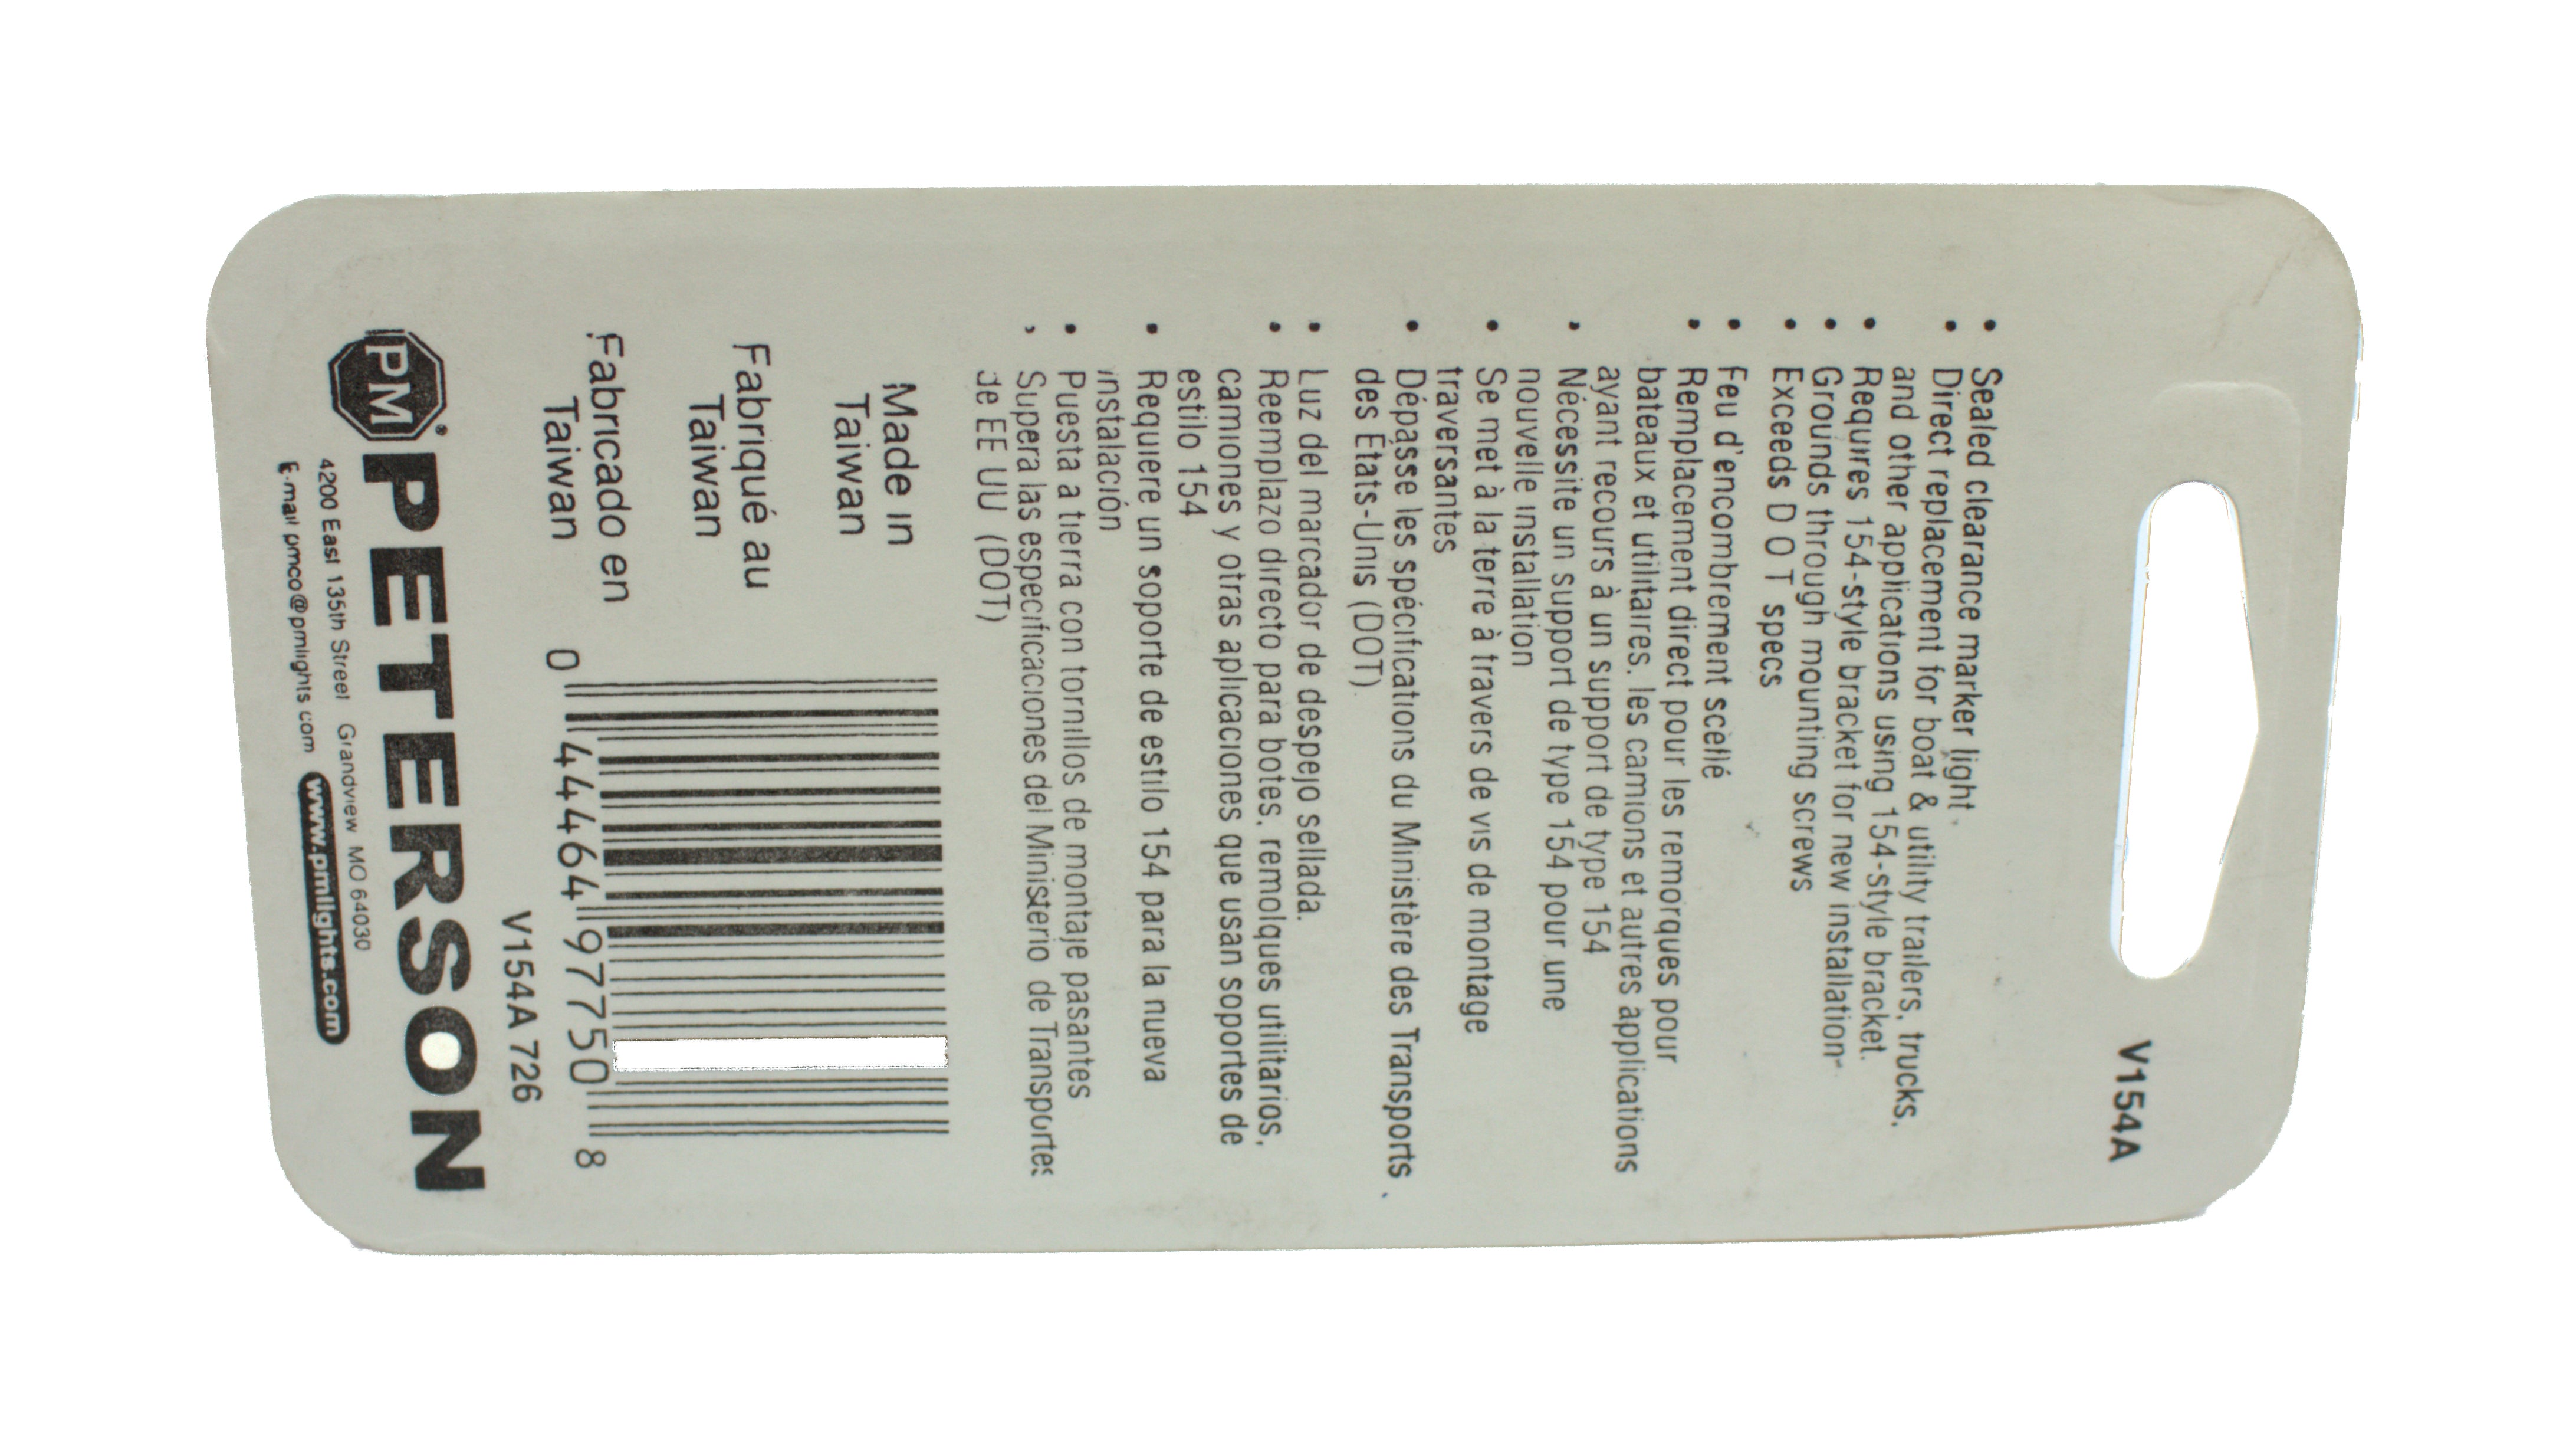 V154A
• Sealed clearance marker light.
• Direct replacement for boat & utility trailers, trucks,
and other applications using 154-style bracket.
• Requires 154-style bracket for new installation-
• Grounds through mounting screws
• Exceeds D O T specs
• Feu d'encombrement scellé
• Remplacement direct pour les remorques pour
bateaux et utilitaires, les camions et autres applications
ayant recours à un support de type 154
• Nécessite un support de type 154 pour une
nouvelle installation
• Se met à la terre à travers de vis de montage
traversantes
• Dépasse les spécifications du Ministère des Transports
des États-Unis (DOT)
• Luz del marcador de despejo sellada.
• Reemplazo directo para botes, remolques utilitarios,
camiones y otras aplicaciones que usan soportes de
estilo 154
• Requiere un soporte de estilo 154 para la nueva
instalación
• Puesta a tierra con tornillos de montaje pasantes
• Supera las especificaciones del Ministerio de Transportes
de EE UU (DOT)
Made in
Taiwan
Fabriqué au
Taiwan
Fabricado en
Taiwan
0 44464 97750 8
V154A 726
PM® PETERSON
4200 East 135th Street Grandview MO 64030
E-mail pmco@pmlights com www.pmlights.com